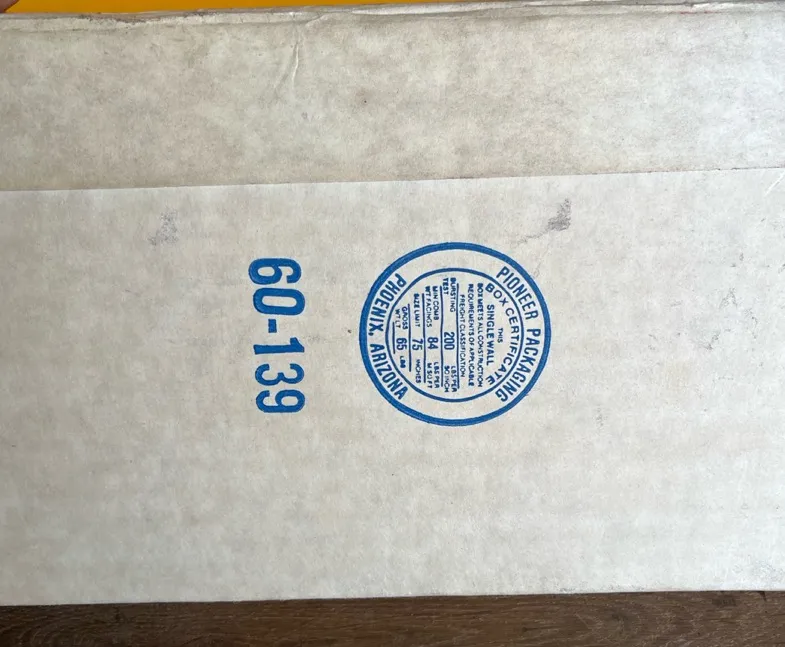 PIONEER PACKAGING
BOX CERTIFICATE
THIS
SINGLE WALL
BOX MEETS ALL CONSTRUCTION
REQUIREMENTS OF APPLICABLE
FREIGHT CLASSIFICATION
BURSTING TEST 200 LBS PER SQ INCH
MIN COMB WT FACINGS 84 LBS PER M SQ FT
SIZE LIMIT 75 INCHES
GROSS WT LT 65 LBS
PHOENIX, ARIZONA
60-139